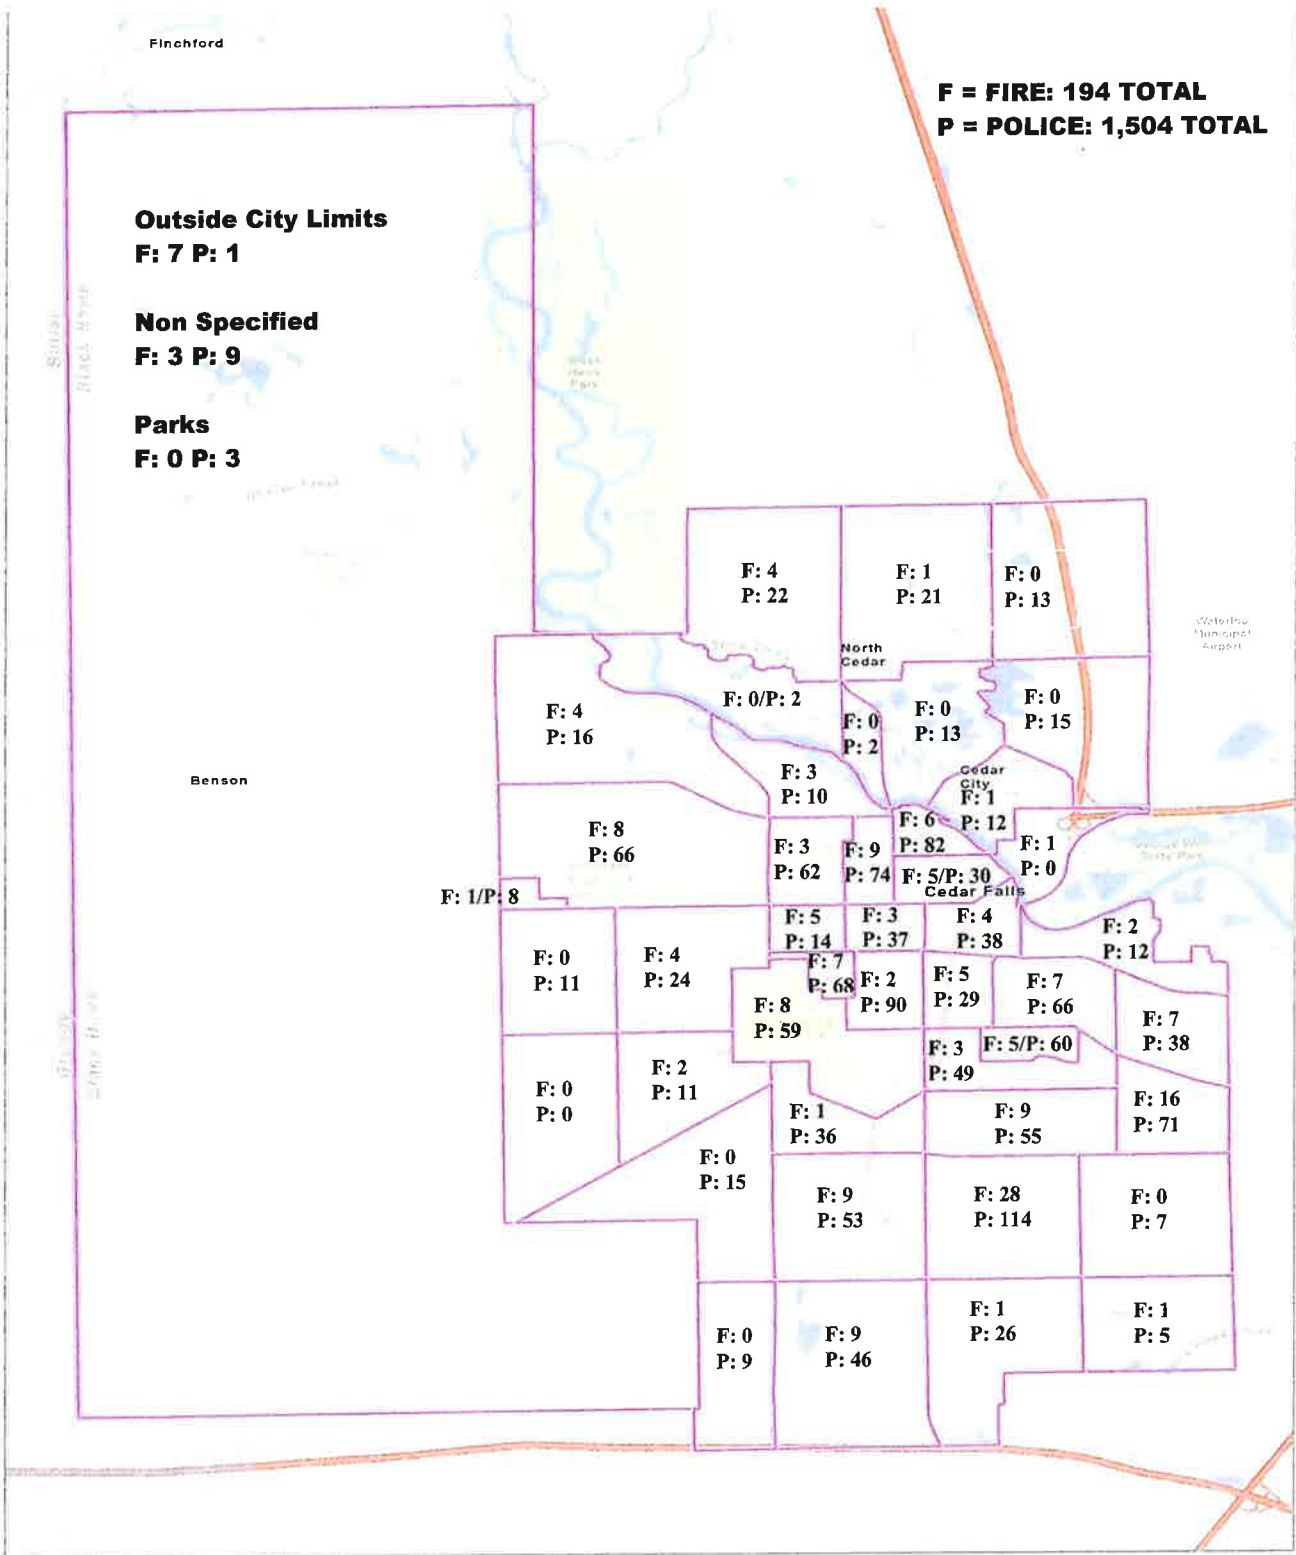 Finchford
F = FIRE: 194 TOTAL
P = POLICE: 1,504 TOTAL
Outside City Limits
F: 7 P: 1
Non Specified
F: 3 P: 9
Parks
F: 0 P: 3
Black Hawk
Park
F: 4
P: 22
F: 1
P: 21
F: 0
P: 13
Waterloo
Municipal
Airport
North
Cedar
F: 4
P: 16
F: 0/P: 2
F: 0
P: 2
F: 0
P: 13
F: 0
P: 15
Benson
F: 3
P: 10
Cedar
City
F: 1
P: 12
F: 8
P: 66
F: 3
P: 62
F: 9
P: 74
F: 6
P: 82
F: 1
P: 0
F: 5/P: 30
Cedar Falls
F: 1/P: 8
F: 5
P: 14
F: 3
P: 37
F: 4
P: 38
F: 2
P: 12
F: 0
P: 11
F: 4
P: 24
F: 7
P: 68
F: 2
P: 90
F: 5
P: 29
F: 7
P: 66
F: 8
P: 59
F: 7
P: 38
F: 3
P: 49
F: 5/P: 60
F: 0
P: 0
F: 2
P: 11
F: 1
P: 36
F: 9
P: 55
F: 16
P: 71
F: 0
P: 15
F: 9
P: 53
F: 28
P: 114
F: 0
P: 7
F: 0
P: 9
F: 9
P: 46
F: 1
P: 26
F: 1
P: 5